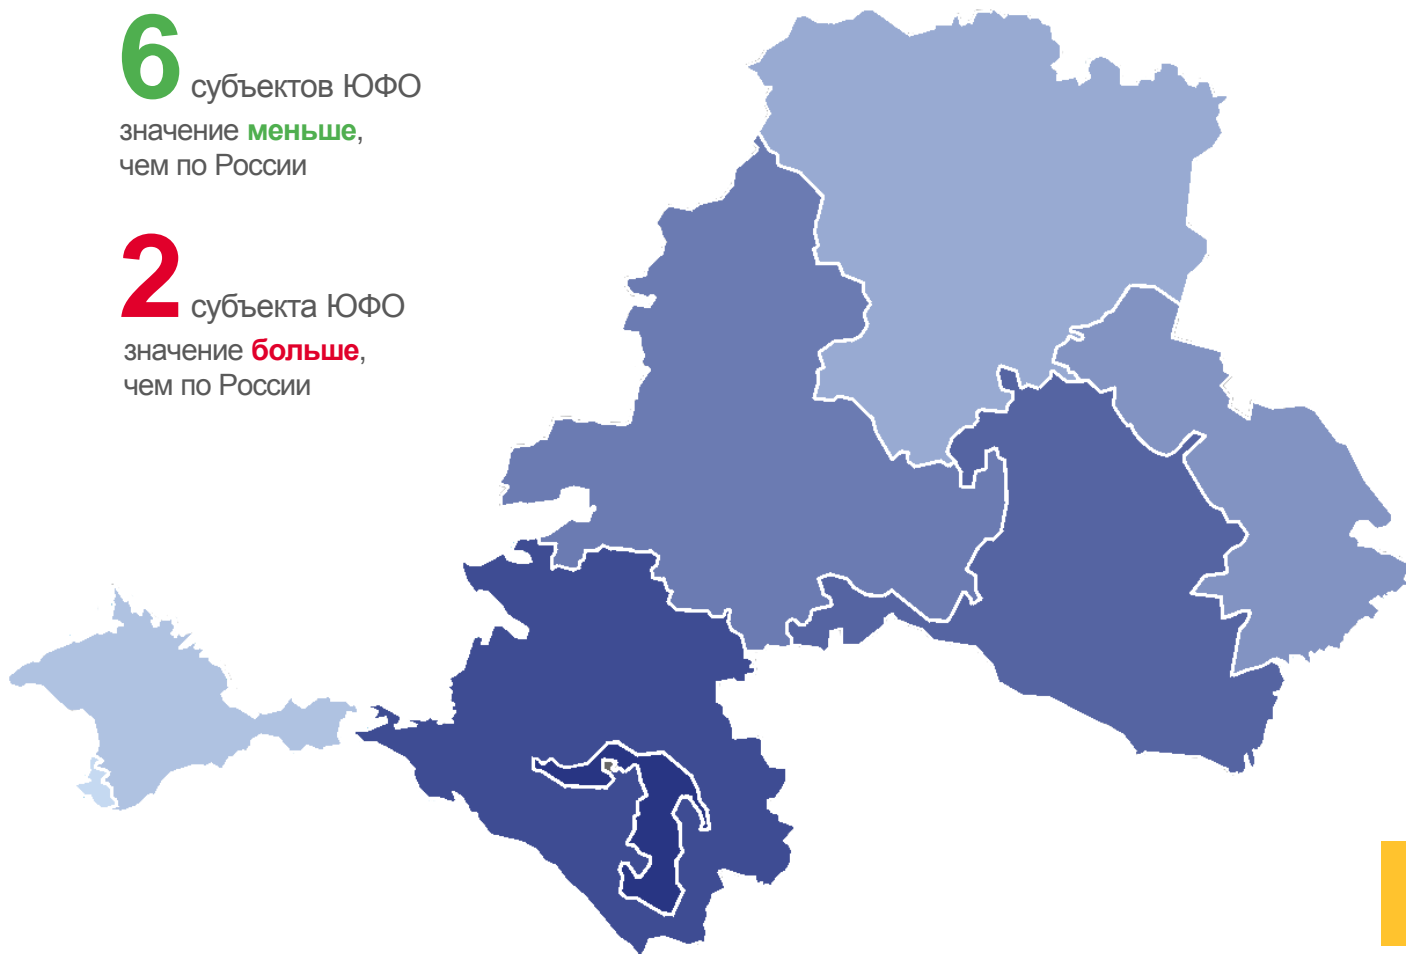 6 субъектов ЮФО
значение меньше,
чем по России
2 субъекта ЮФО
значение больше,
чем по России